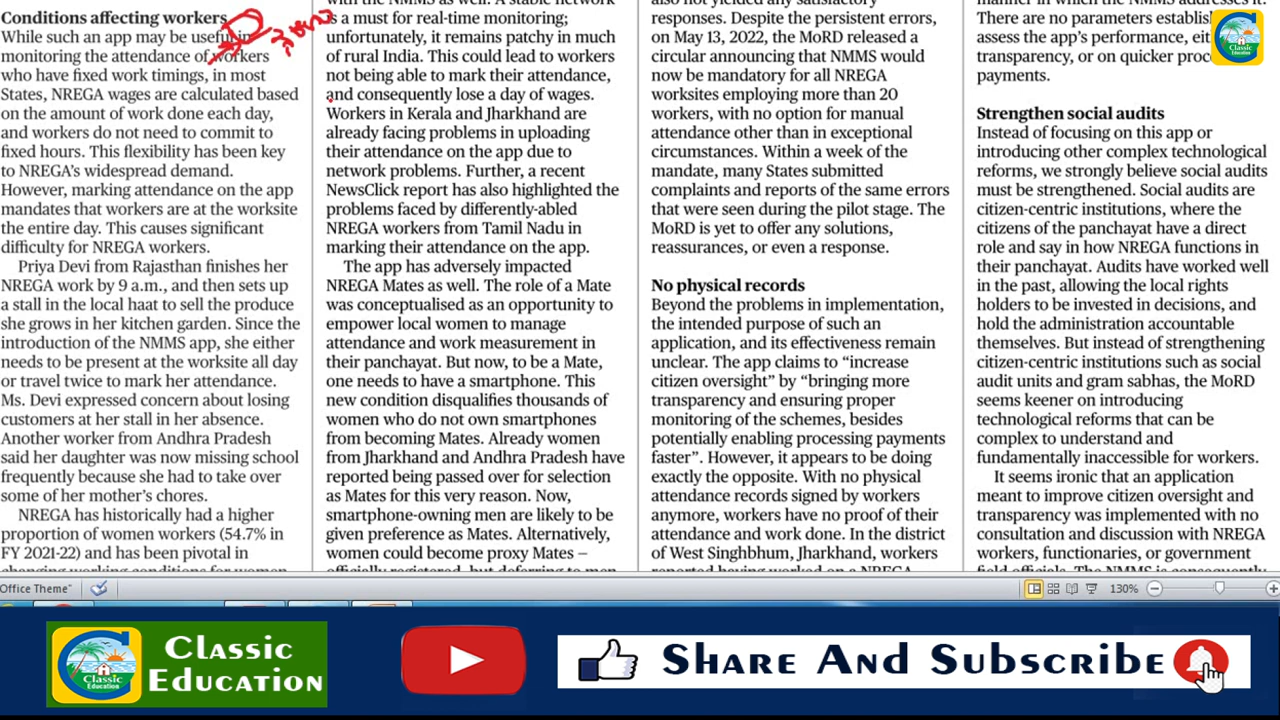 Conditions affecting workers
While such an app may be useful in
monitoring the attendance of workers
who have fixed work timings, in most
States, NREGA wages are calculated based
on the amount of work done each day,
and workers do not need to commit to
fixed hours. This flexibility has been key
to NREGA’s widespread demand.
However, marking attendance on the app
mandates that workers are at the worksite
the entire day. This causes significant
difficulty for NREGA workers.
Priya Devi from Rajasthan finishes her
NREGA work by 9 a.m., and then sets up
a stall in the local haat to sell the produce
she grows in her kitchen garden. Since the
introduction of the NMMS app, she either
needs to be present at the worksite all day
or travel twice to mark her attendance.
Ms. Devi expressed concern about losing
customers at her stall in her absence.
Another worker from Andhra Pradesh
said her daughter was now missing school
frequently because she had to take over
some of her mother’s chores.
NREGA has historically had a higher
proportion of women workers (54.7% in
FY 2021-22) and has been pivotal in
changing working conditions for women
with the NMMS as well. A stable network
is a must for real-time monitoring;
unfortunately, it remains patchy in much
of rural India. This could lead to workers
not being able to mark their attendance,
and consequently lose a day of wages.
Workers in Kerala and Jharkhand are
already facing problems in uploading
their attendance on the app due to
network problems. Further, a recent
NewsClick report has also highlighted the
problems faced by differently-abled
NREGA workers from Tamil Nadu in
marking their attendance on the app.
The app has adversely impacted
NREGA Mates as well. The role of a Mate
was conceptualised as an opportunity to
empower local women to manage
attendance and work measurement in
their panchayat. But now, to be a Mate,
one needs to have a smartphone. This
new condition disqualifies thousands of
women who do not own smartphones
from becoming Mates. Already women
from Jharkhand and Andhra Pradesh have
reported being passed over for selection
as Mates for this very reason. Now,
smartphone-owning men are likely to be
given preference as Mates. Alternatively,
women could become proxy Mates –
officially registered, but deferring to men
also not yielded any satisfactory
responses. Despite the persistent errors,
on May 13, 2022, the MoRD released a
circular announcing that NMMS would
now be mandatory for all NREGA
worksites employing more than 20
workers, with no option for manual
attendance other than in exceptional
circumstances. Within a week of the
mandate, many States submitted
complaints and reports of the same errors
that were seen during the pilot stage. The
MoRD is yet to offer any solutions,
reassurances, or even a response.
No physical records
Beyond the problems in implementation,
the intended purpose of such an
application, and its effectiveness remain
unclear. The app claims to “increase
citizen oversight” by “bringing more
transparency and ensuring proper
monitoring of the schemes, besides
potentially enabling processing payments
faster”. However, it appears to be doing
exactly the opposite. With no physical
attendance records signed by workers
anymore, workers have no proof of their
attendance and work done. In the district
of West Singhbhum, Jharkhand, workers
reported having worked on a NREGA
manner in which the NMMS addresses it.
There are no parameters establis
assess the app’s performance, eit
transparency, or on quicker proc
payments.
Strengthen social audits
Instead of focusing on this app or
introducing other complex technological
reforms, we strongly believe social audits
must be strengthened. Social audits are
citizen-centric institutions, where the
citizens of the panchayat have a direct
role and say in how NREGA functions in
their panchayat. Audits have worked well
in the past, allowing the local rights
holders to be invested in decisions, and
hold the administration accountable
themselves. But instead of strengthening
citizen-centric institutions such as social
audit units and gram sabhas, the MoRD
seems keener on introducing
technological reforms that can be
complex to understand and
fundamentally inaccessible for workers.
It seems ironic that an application
meant to improve citizen oversight and
transparency was implemented with no
consultation and discussion with NREGA
workers, functionaries, or government
field officials. The NMMS is consequently
Classic
Education
Office Theme"
130%
Classic
Education
Classic
Education
Share And Subscribe